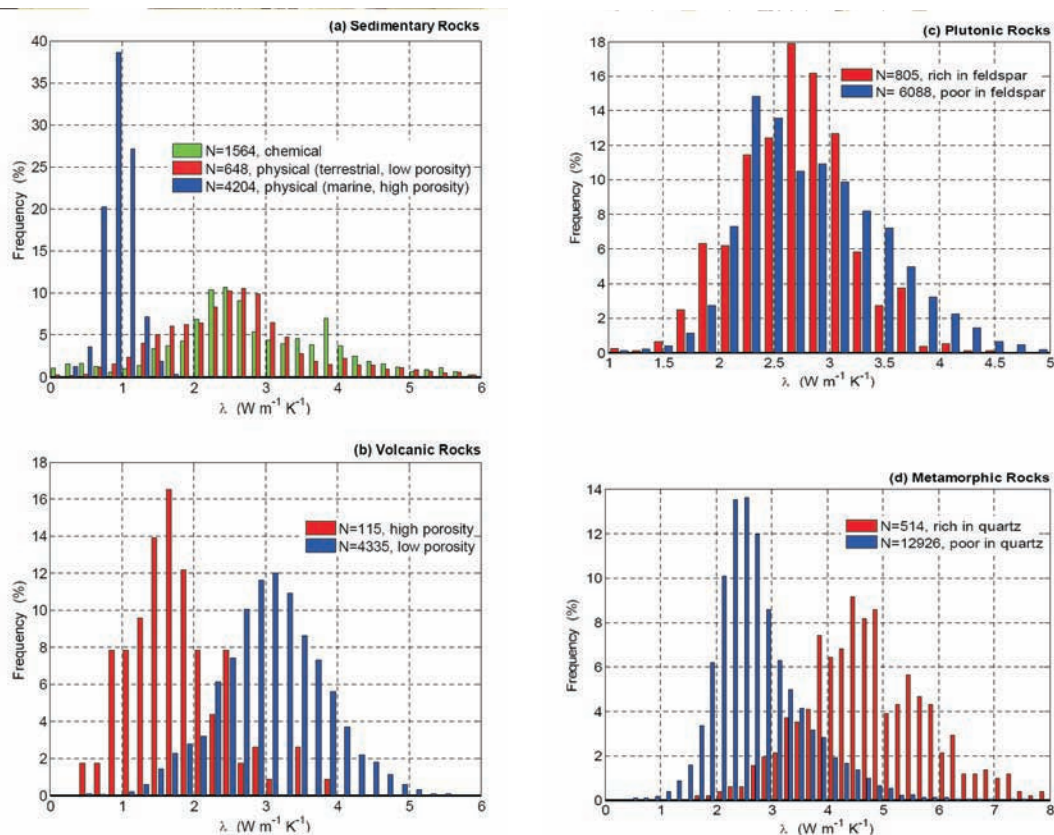 (a) Sedimentary Rocks
40
35
30
25
20
15
10
5
0
Frequency (%)
N=1564, chemical
N=648, physical (terrestrial, low porosity)
N=4204, physical (marine, high porosity)
0 1 2 3 4 5 6
λ (W m⁻¹ K⁻¹)
(b) Volcanic Rocks
18
16
14
12
10
8
6
4
2
0
Frequency (%)
N=115, high porosity
N=4335, low porosity
0 1 2 3 4 5 6
λ (W m⁻¹ K⁻¹)
(c) Plutonic Rocks
18
16
14
12
10
8
6
4
2
0
Frequency (%)
N=805, rich in feldspar
N= 6088, poor in feldspar
1 1.5 2 2.5 3 3.5 4 4.5 5
λ (W m⁻¹ K⁻¹)
(d) Metamorphic Rocks
14
12
10
8
6
4
2
0
Frequency (%)
N=514, rich in quartz
N=12926, poor in quartz
0 1 2 3 4 5 6 7 8
λ (W m⁻¹ K⁻¹)